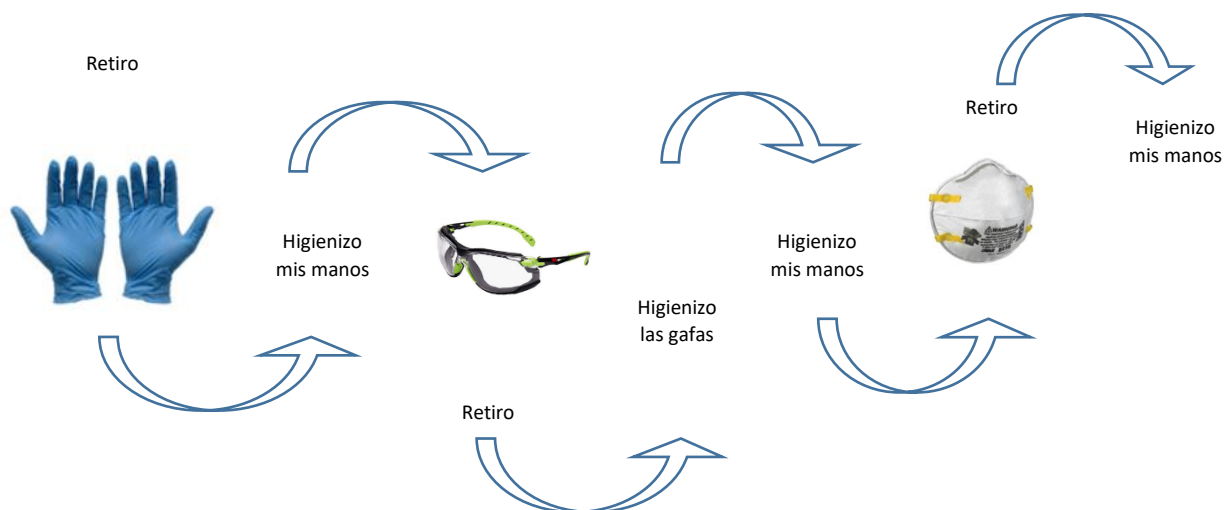 Retiro
Higienizo
mis manos
Retiro
Higienizo
las gafas
Higienizo
mis manos
Retiro
Higienizo
mis manos